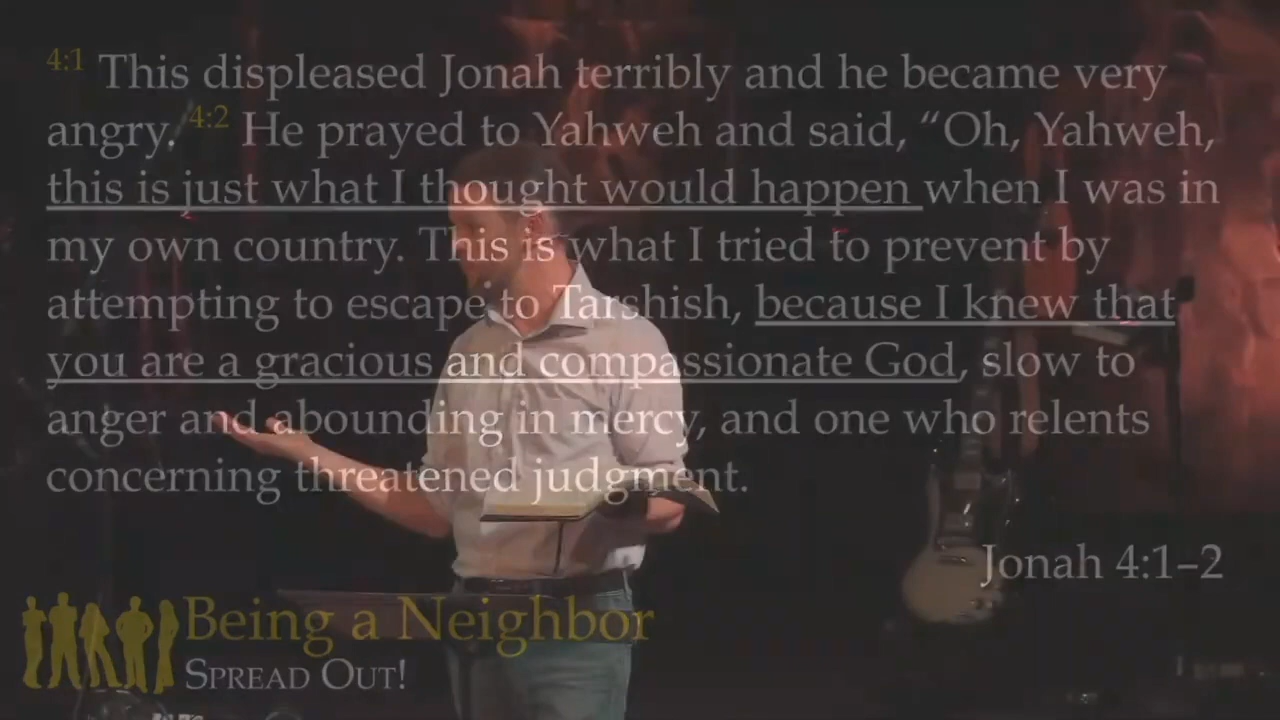 4:1 This displeased Jonah terribly and he became very
angry. 4:2 He prayed to Yahweh and said, “Oh, Yahweh,
this is just what I thought would happen when I was in
my own country. This is what I tried to prevent by
attempting to escape to Tarshish, because I knew that
you are a gracious and compassionate God, slow to
anger and abounding in mercy, and one who relents
concerning threatened judgment.
Jonah 4:1–2
Being a Neighbor
SPREAD OUT!